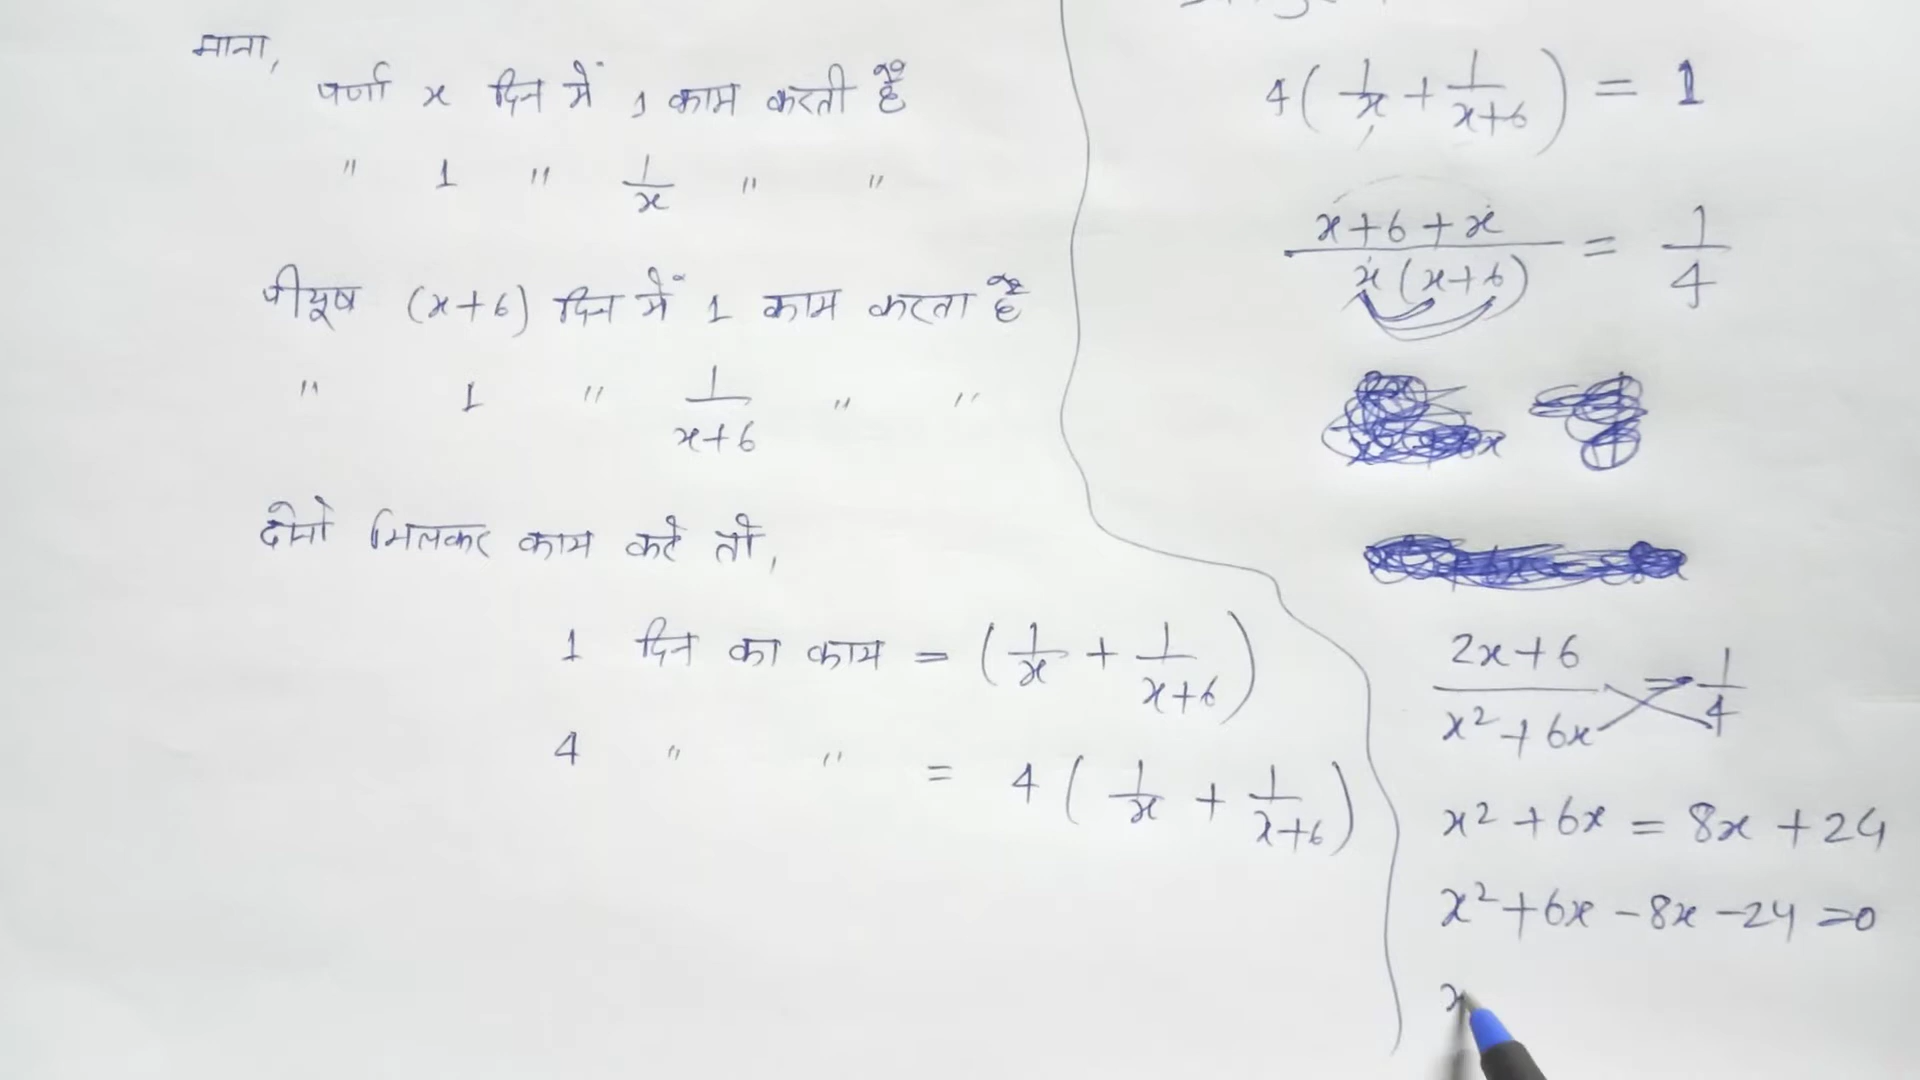 माना,
पर्णा x दिन में 1 काम करती है
" 1 " 1/x " "
पीयूष (x+6) दिन में 1 काम करता है
" 1 " 1/x+6 " "
दोनो मिलकर काम करे तो,
1 दिन का काम = (1/x + 1/x+6)
4 " " = 4 (1/x + 1/x+6)
4(1/x + 1/x+6) = 1
x+6+x / x(x+6) = 1/4
2x+6 / x²+6x = 1/4
x² +6x = 8x +24
x²+6x -8x -24 =0
x